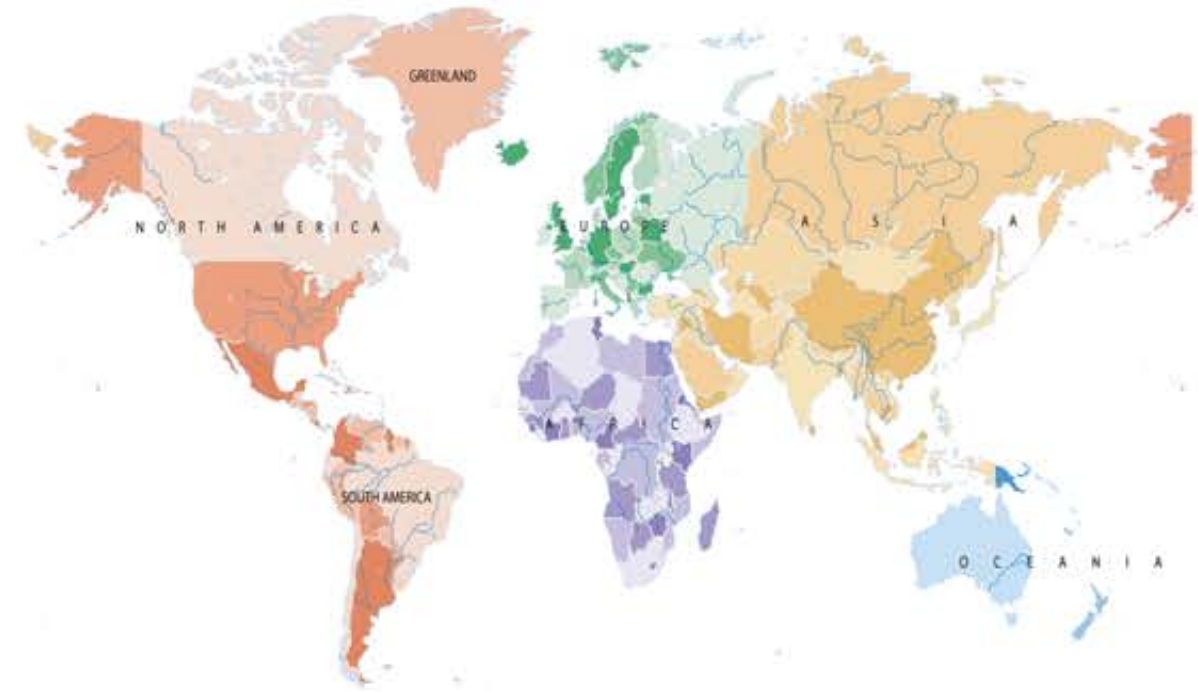 GREENLAND
NORTH AMERICA
EUROPE
ASIA
AFRICA
SOUTH AMERICA
OCEANIA